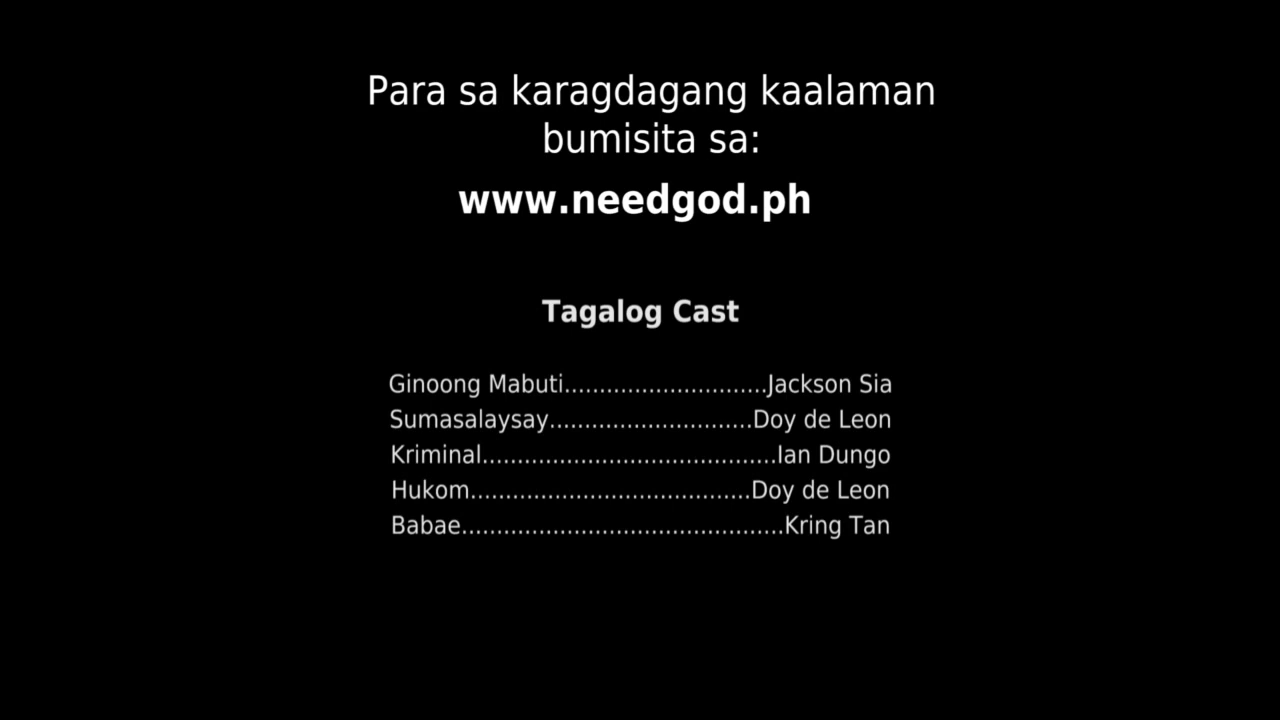 Para sa karagdagang kaalaman
bumisita sa:
www.needgod.ph
Tagalog Cast
Ginoong Mabuti.............................Jackson Sia
Sumasalaysay.............................Doy de Leon
Kriminal..........................................Ian Dungo
Hukom........................................Doy de Leon
Babae..............................................Kring Tan